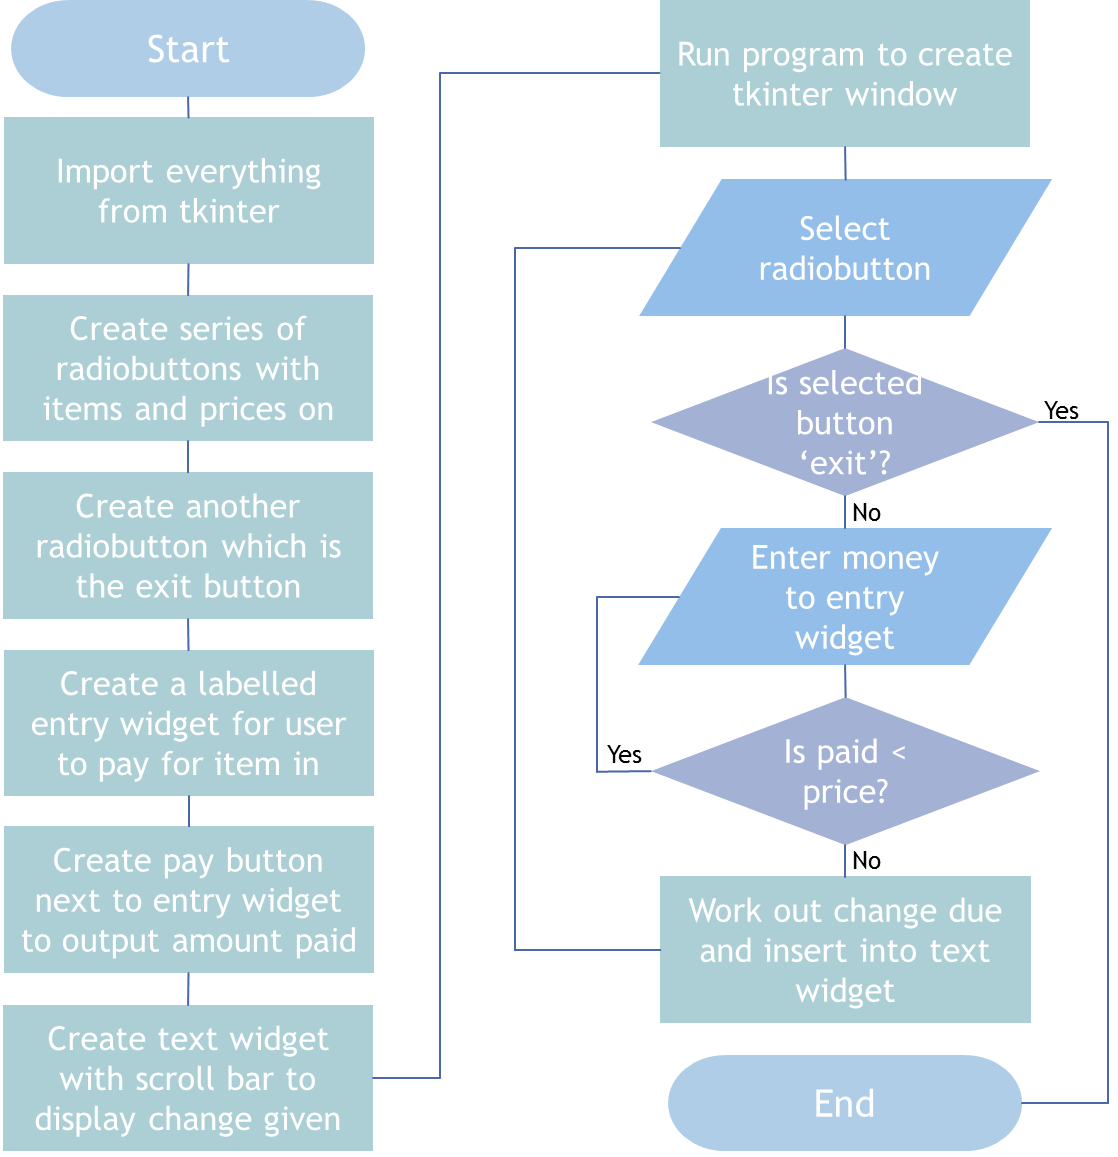 Start
Import everything
from tkinter
Create series of
radiobuttons with
items and prices on
Create another
radiobutton which is
the exit button
Create a labelled
entry widget for user
to pay for item in
Create pay button
next to entry widget
to output amount paid
Create text widget
with scroll bar to
display change given
Run program to create
tkinter window
Select
radiobutton
Is selected
button
‘exit’?
Yes
No
Enter money
to entry
widget
Is paid <
price?
Yes
No
Work out change due
and insert into text
widget
End